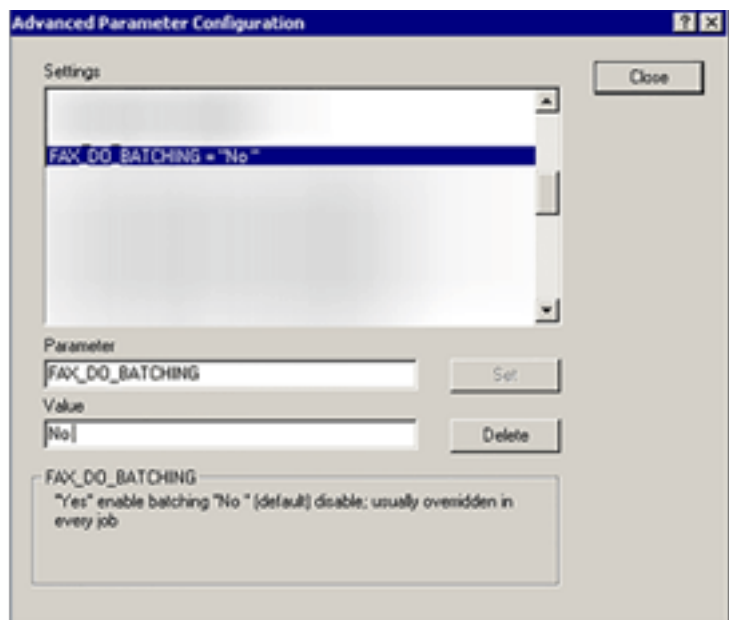 Advanced Parameter Configuration
Settings
Close
FAX_DO_BATCHING = "No "
Parameter
FAX_DO_BATCHING
Set
Value
No
Delete
FAX_DO_BATCHING
"Yes" enable batching "No " (default) disable; usually overridden in
every job